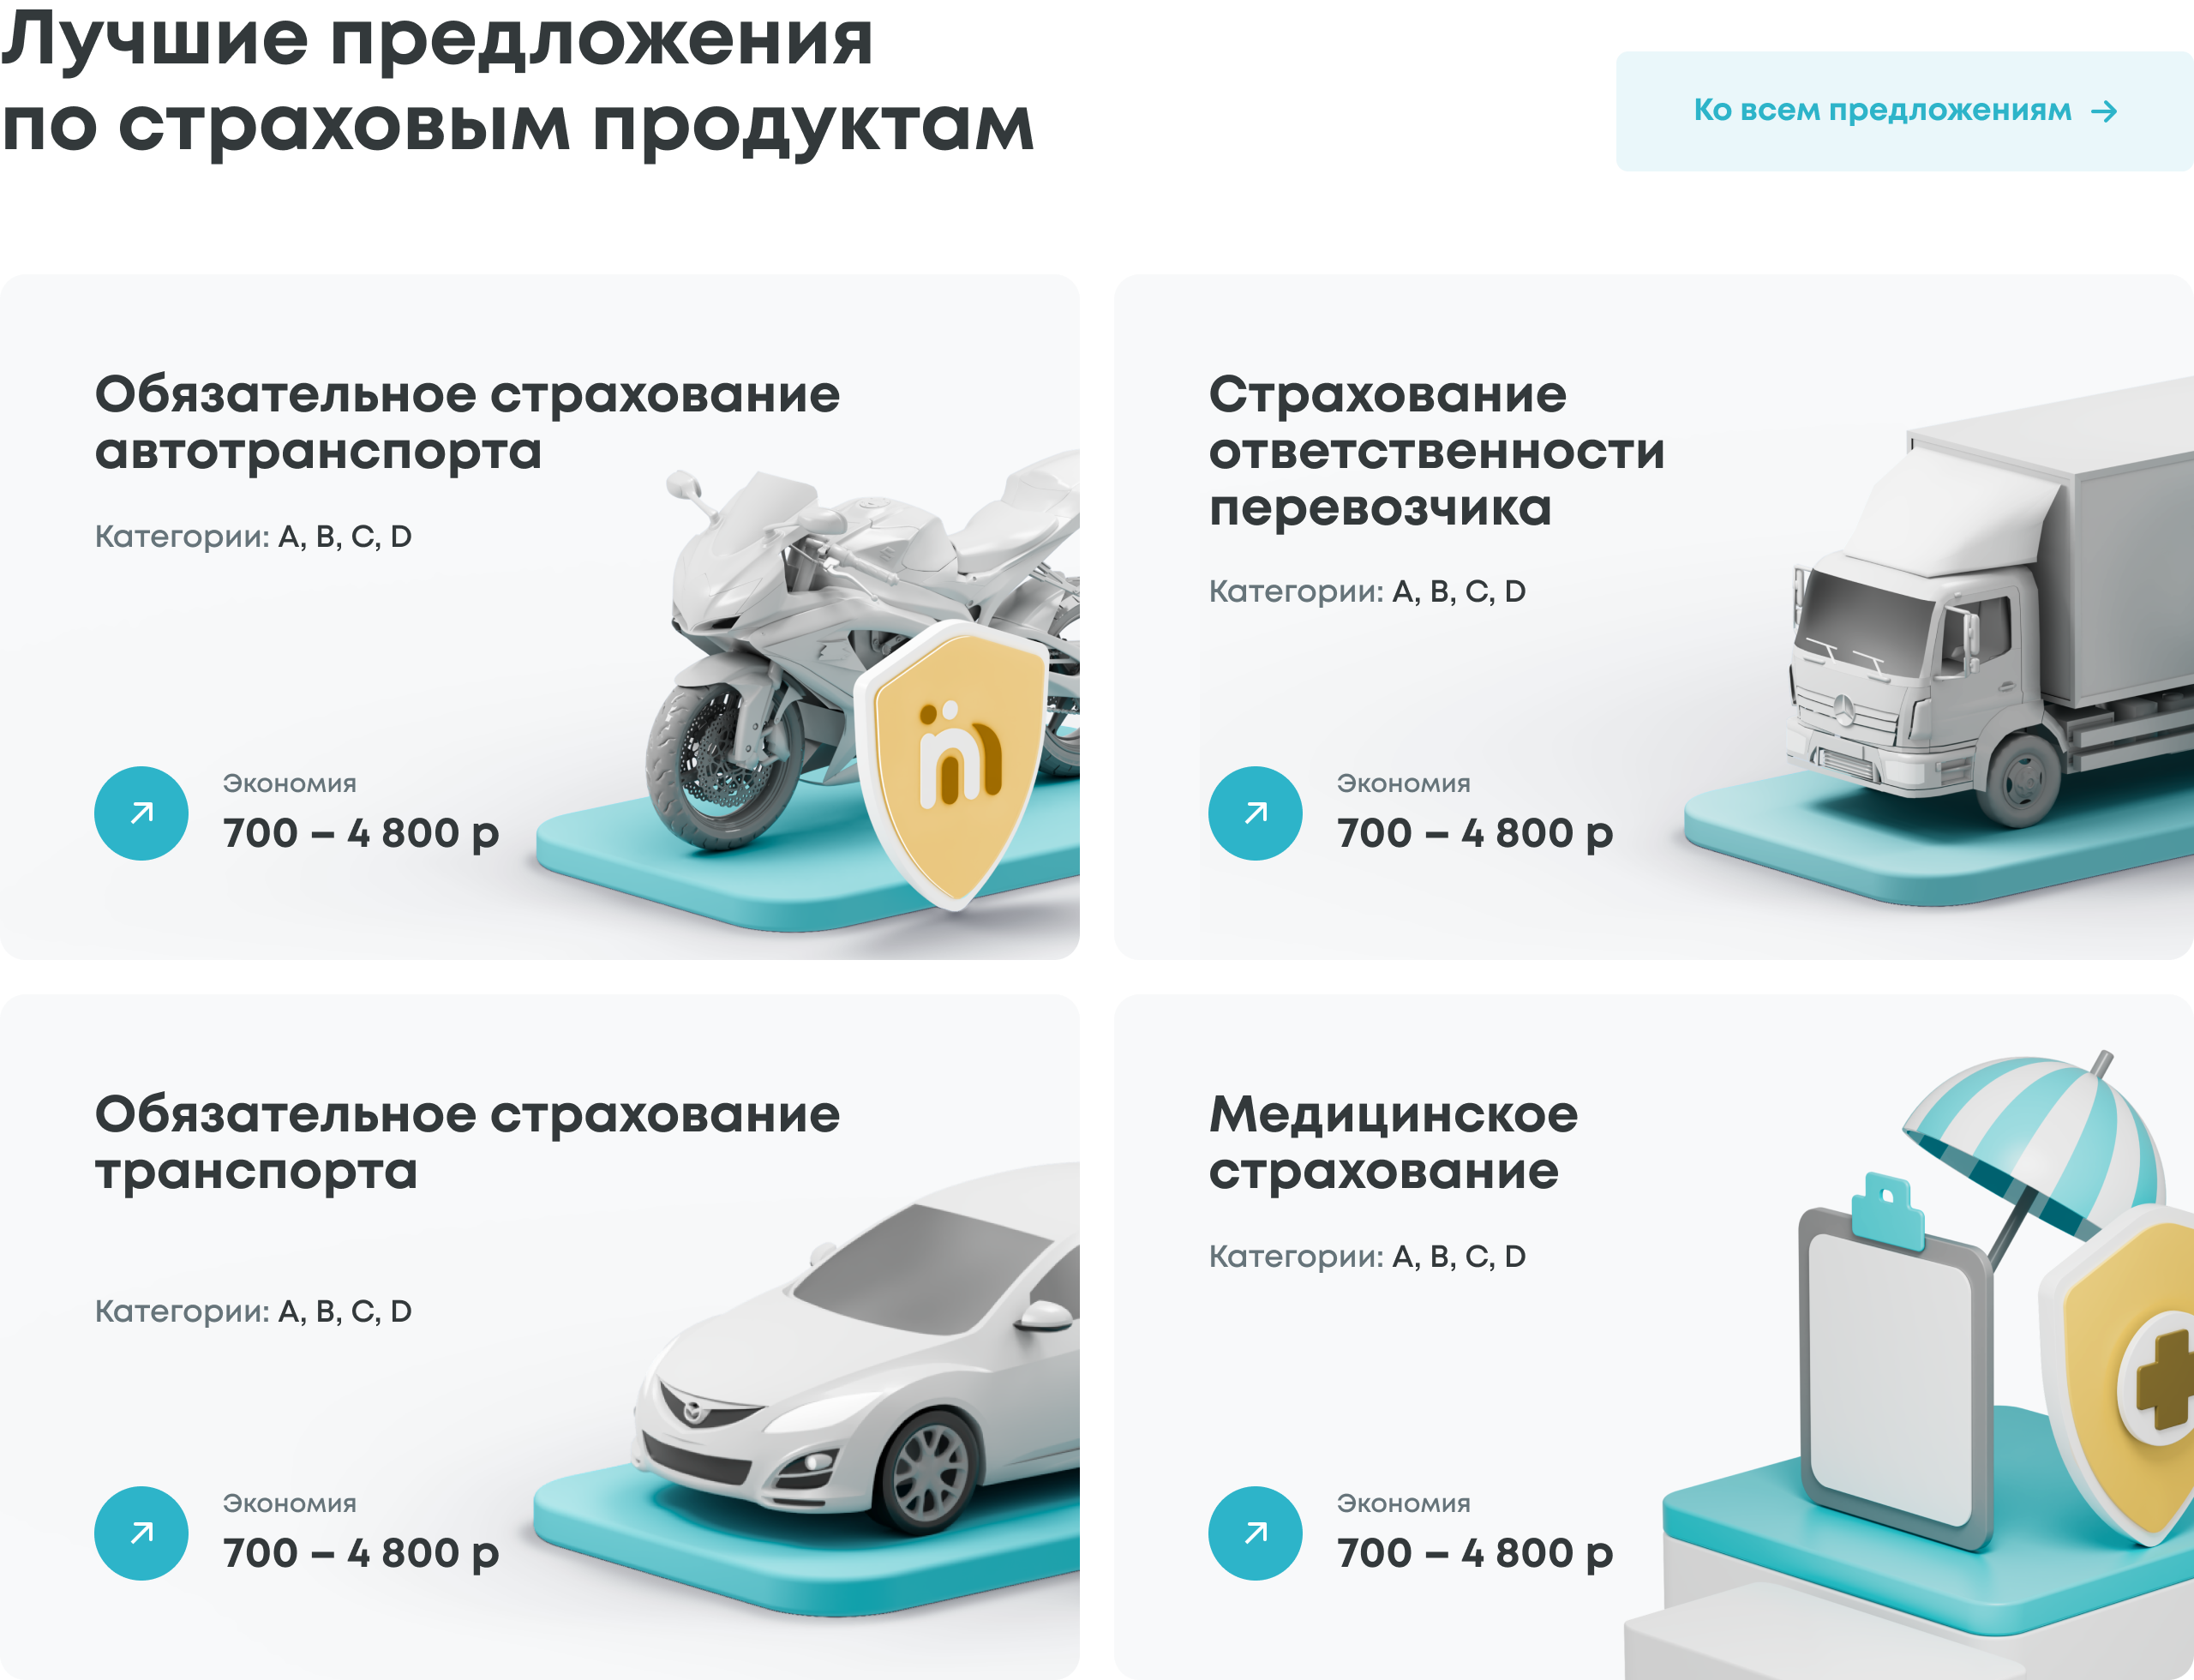 Лучшие предложения
по страховым продуктам
Ко всем предложениям
Обязательное страхование
автотранспорта
Категории: A, B, C, D
Экономия
700 – 4 800 р
Страхование
ответственности
перевозчика
Категории: A, B, C, D
Экономия
700 – 4 800 р
Обязательное страхование
транспорта
Категории: A, B, C, D
Экономия
700 – 4 800 р
Медицинское
страхование
Категории: A, B, C, D
Экономия
700 – 4 800 р